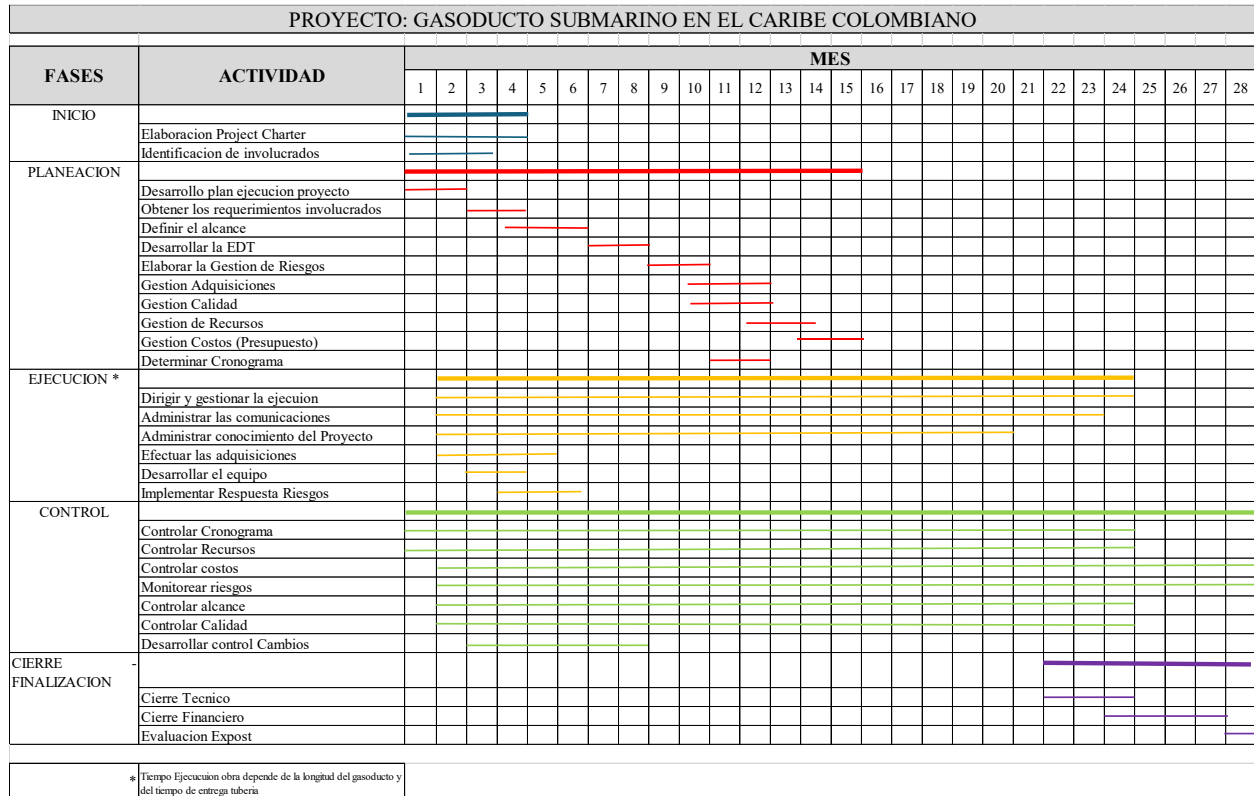 PROYECTO: GASODUCTO SUBMARINO EN EL CARIBE COLOMBIANO
FASES ACTIVIDAD MES
1 2 3 4 5 6 7 8 9 10 11 12 13 14 15 16 17 18 19 20 21 22 23 24 25 26 27 28
INICIO
Elaboracion Project Charter
Identificacion de involucrados
PLANEACION
Desarrollo plan ejecucion proyecto
Obtener los requerimientos involucrados
Definir el alcance
Desarrollar la EDT
Elaborar la Gestion de Riesgos
Gestion Adquisiciones
Gestion Calidad
Gestion de Recursos
Gestion Costos (Presupuesto)
Determinar Cronograma
EJECUCION *
Dirigir y gestionar la ejecuion
Administrar las comunicaciones
Administrar conocimiento del Proyecto
Efectuar las adquisiciones
Desarrollar el equipo
Implementar Respuesta Riesgos
CONTROL
Controlar Cronograma
Controlar Recursos
Controlar costos
Monitorear riesgos
Controlar alcance
Controlar Calidad
Desarrollar control Cambios
CIERRE -
FINALIZACION
Cierre Tecnico
Cierre Financiero
Evaluacion Expost
* Tiempo Ejecucuion obra depende de la longitud del gasoducto y
del tiempo de entrega tuberia